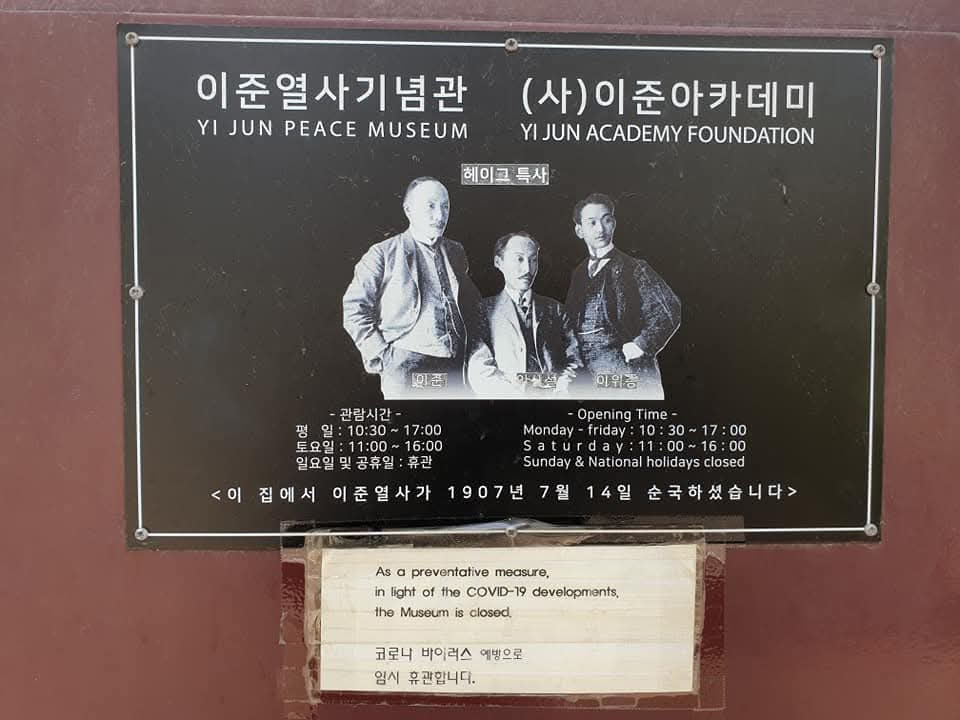 이준열사기념관 (사)이준아카데미
YI JUN PEACE MUSEUM YI JUN ACADEMY FOUNDATION
헤이그 특사
이준 이상설 이위종
- 관람시간 -
평 일 : 10:30 ~ 17:00
토요일 : 11:00 ~ 16:00
일요일 및 공휴일 : 휴관
- Opening Time -
Monday - friday : 10 : 30 ~ 17 : 00
Saturday : 11 : 00 ~ 16 : 00
Sunday & National holidays closed
<이 집에서 이준열사가 1907년 7월 14일 순국하셨습니다>
As a preventative measure,
in light of the COVID-19 developments,
the Museum is closed.
코로나 바이러스 예방으로
임시 휴관합니다.